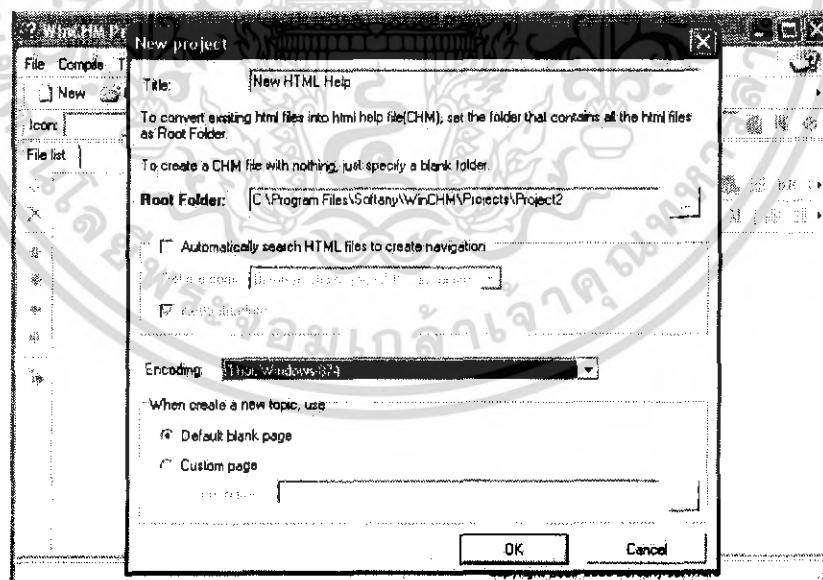 WinCHM Pr
New project
File Compile T
New
Title: New HTML Help
Icon:
To convert existing html files into html help file(CHM), set the folder that contains all the html files
as Root Folder.
File list
To create a CHM file with nothing, just specify a blank folder.
Root Folder: C:\Program Files\Softany\WinCHM\Projects\Project2
...
Automatically search HTML files to create navigation
Encoding: Thai, Windows-874
When create a new topic, use
Default blank page
Custom page
OK Cancel